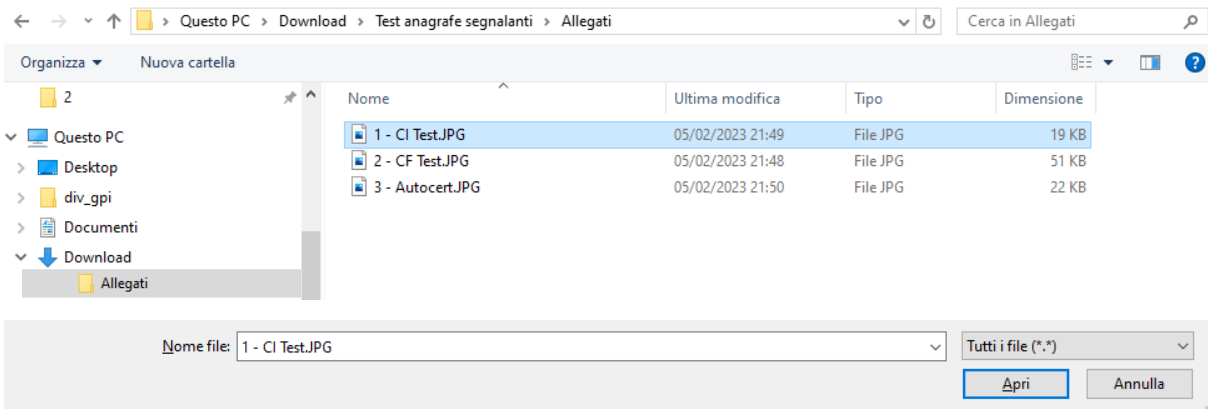 Questo PC > Download > Test anagrafe segnalanti > Allegati
Cerca in Allegati
Organizza
Nuova cartella
?
2
Questo PC
Desktop
div_gpi
Documenti
Download
Allegati
Nome Ultima modifica Tipo Dimensione
1 - CI Test.JPG 05/02/2023 21:49 File JPG 19 KB
2 - CF Test.JPG 05/02/2023 21:48 File JPG 51 KB
3 - Autocert.JPG 05/02/2023 21:50 File JPG 22 KB
Nome file: 1 - CI Test.JPG
Tutti i file (*.*)
Apri Annulla